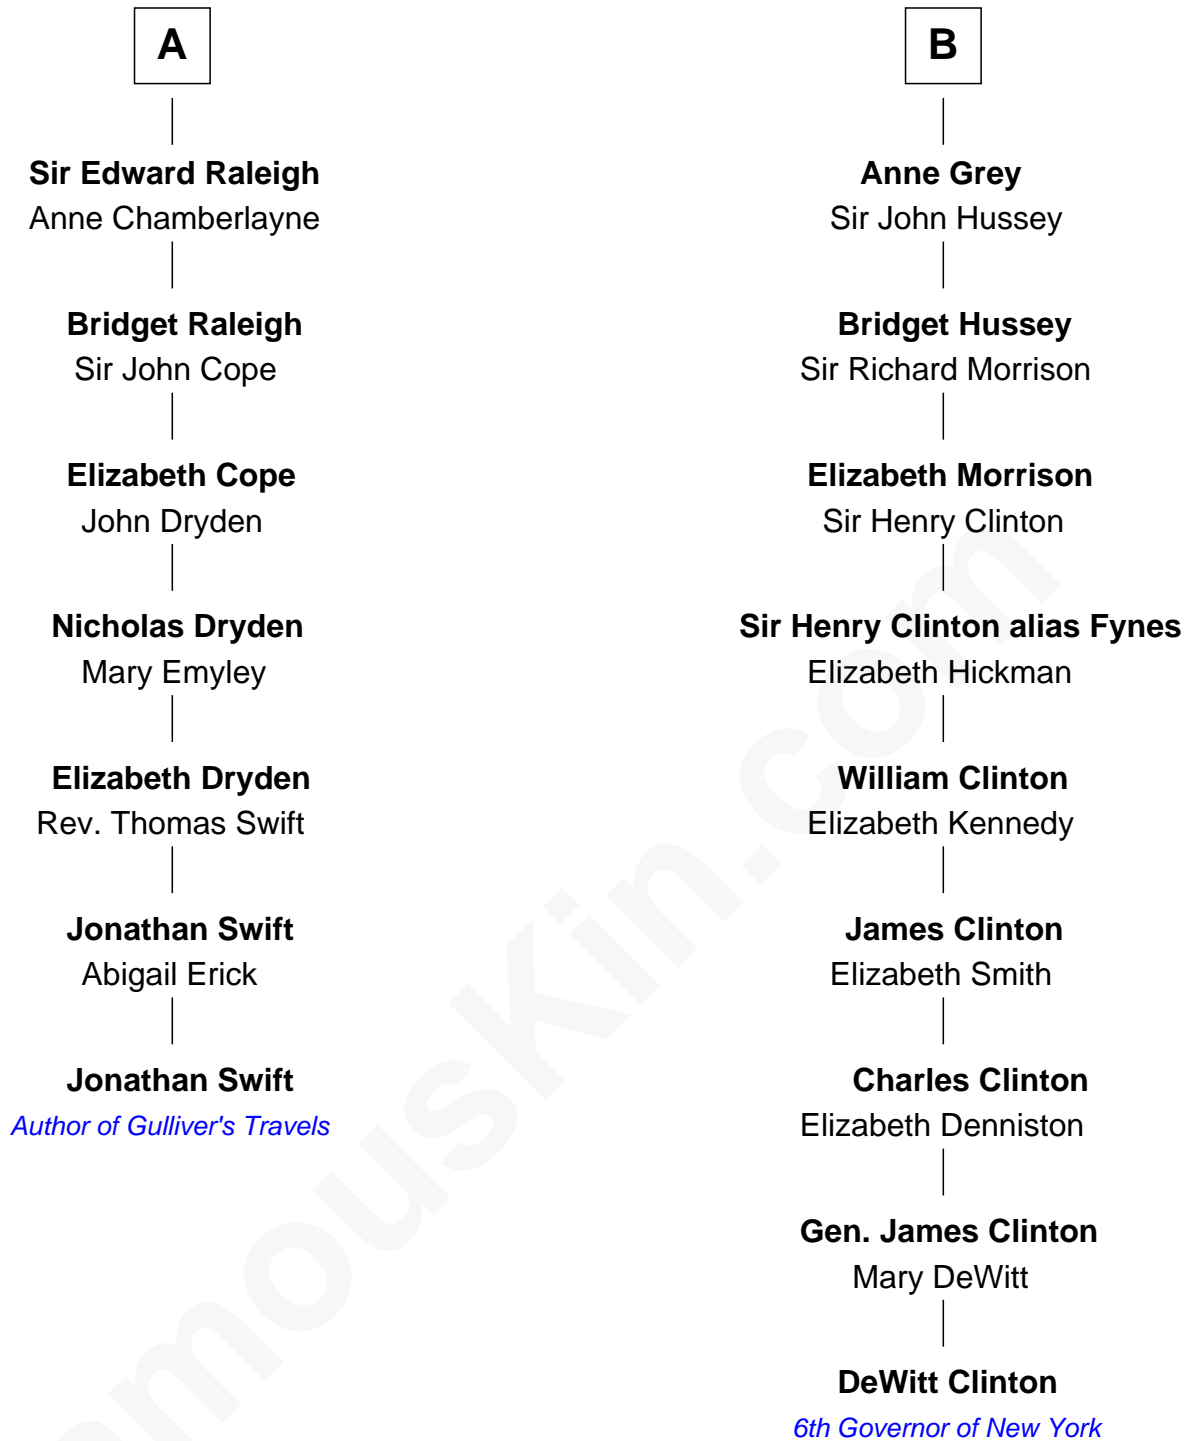 A
Sir Edward Raleigh
Anne Chamberlayne
Bridget Raleigh
Sir John Cope
Elizabeth Cope
John Dryden
Nicholas Dryden
Mary Emyley
Elizabeth Dryden
Rev. Thomas Swift
Jonathan Swift
Abigail Erick
Jonathan Swift
Author of Gulliver's Travels
B
Anne Grey
Sir John Hussey
Bridget Hussey
Sir Richard Morrison
Elizabeth Morrison
Sir Henry Clinton
Sir Henry Clinton alias Fynes
Elizabeth Hickman
William Clinton
Elizabeth Kennedy
James Clinton
Elizabeth Smith
Charles Clinton
Elizabeth Denniston
Gen. James Clinton
Mary DeWitt
DeWitt Clinton
6th Governor of New York
amousKin.com